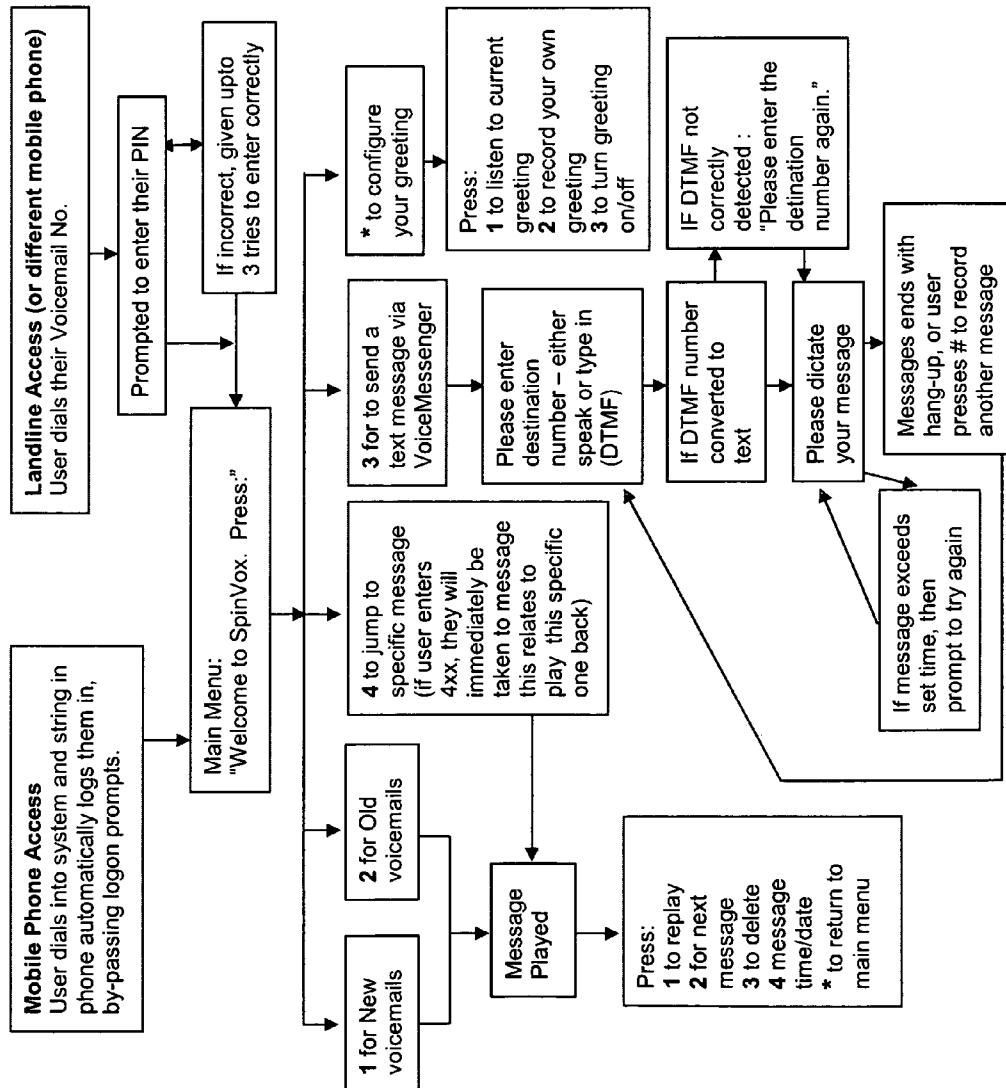 Mobile Phone Access
User dials into system and string in
phone automatically logs them in,
by-passing logon prompts.
Landline Access (or different mobile phone)
User dials their Voicemail No.
Prompted to enter their PIN
If incorrect, given upto
3 tries to enter correctly
Main Menu:
"Welcome to SpinVox. Press:"
1 for New
voicemails
2 for Old
voicemails
4 to jump to
specific message
(if user enters
4xx, they will
immediately be
taken to message
this relates to
play this specific
one back)
3 for to send a
text message via
VoiceMessenger
* to configure
your greeting
Message
Played
Press:
1 to replay
2 for next
message
3 to delete
4 message
time/date
* to return to
main menu
Please enter
destination
number – either
speak or type in
(DTMF)
Press:
1 to listen to current
greeting
2 to record your own
greeting
3 to turn greeting
on/off
If DTMF number
converted to
text
IF DTMF not
correctly
detected :
"Please enter the
detination
number again."
Please dictate
your message
If message exceeds
set time, then
prompt to try again
Messages ends with
hang-up, or user
presses # to record
another message